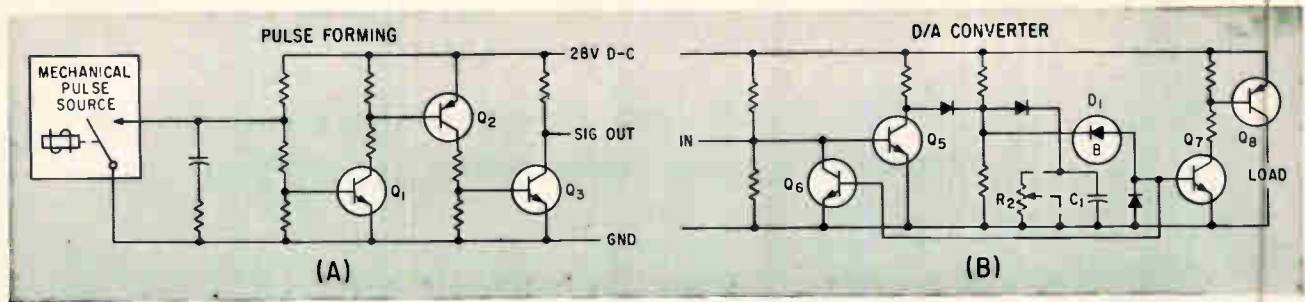 PULSE FORMING
MECHANICAL
PULSE
SOURCE
28V D-C
Q2
SIG OUT
Q1
Q3
GND
(A)
D/A CONVERTER
D1
Q8
Q5
B
Q7
IN
LOAD
Q6
R2
C1
(B)